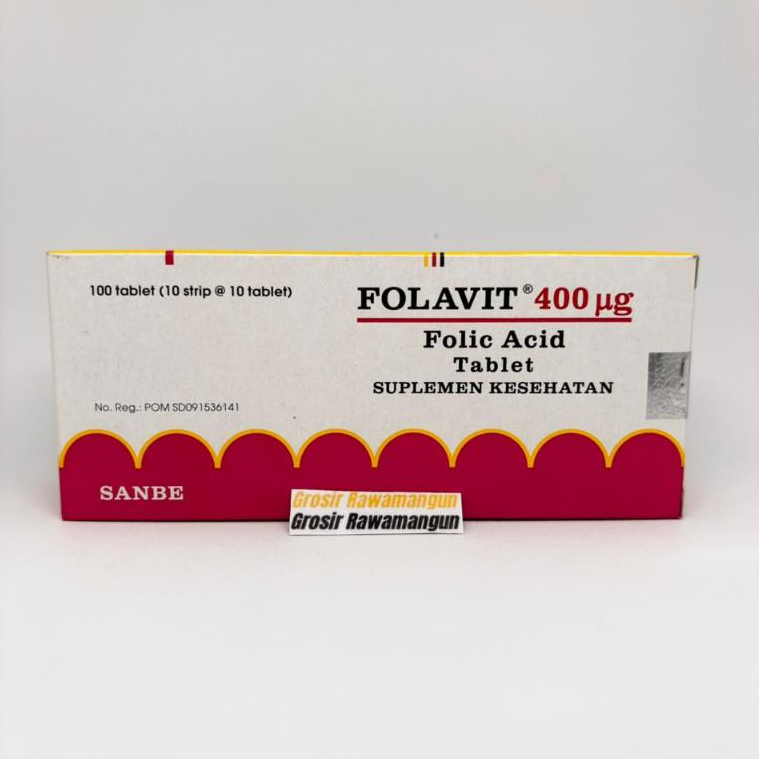 100 tablet (10 strip @ 10 tablet)
FOLAVIT® 400 µg
Folic Acid
Tablet
SUPLEMEN KESEHATAN
No. Reg.: POM SD091536141
SANBE
Grosir Rawamangun
Grosir Rawamangun